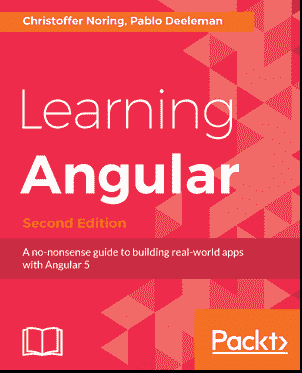 Christoffer Noring, Pablo Deeleman
Learning
Angular
Second Edition
A no-nonsense guide to building real-world apps
with Angular 5
Packt>